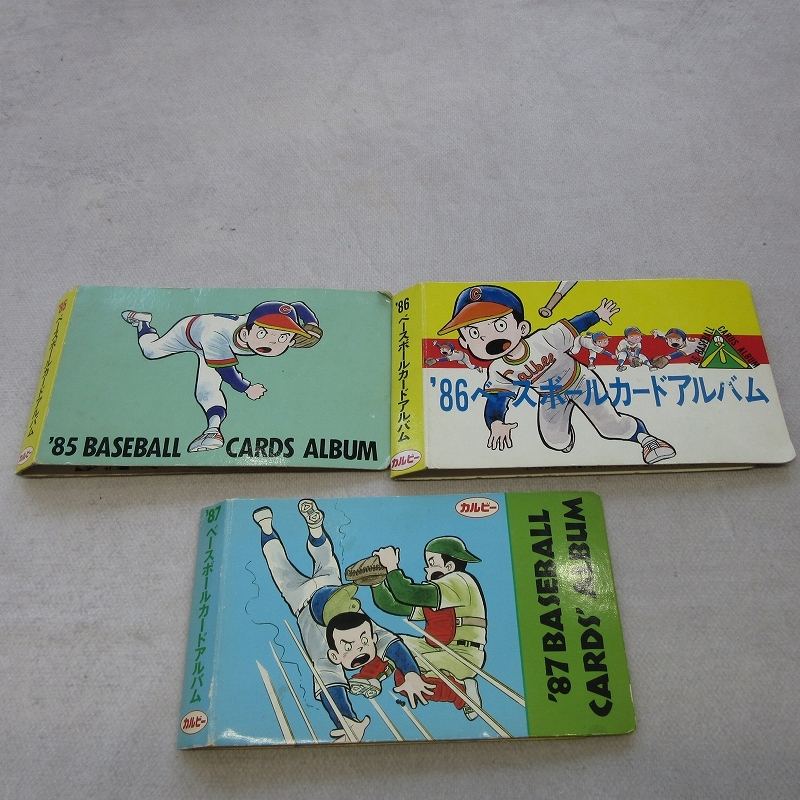 '85 ベースボールカードアルバム
カルビー
'85 BASEBALL CARDS ALBUM
'86 ベースボールカードアルバム
カルビー
C
Calbee
BASEBALL
CARDS ALBUM
'86 ベースボールカードアルバム
'87 ベースボールカードアルバム
カルビー
カルビー
'87 BASEBALL
CARDS' ALBUM